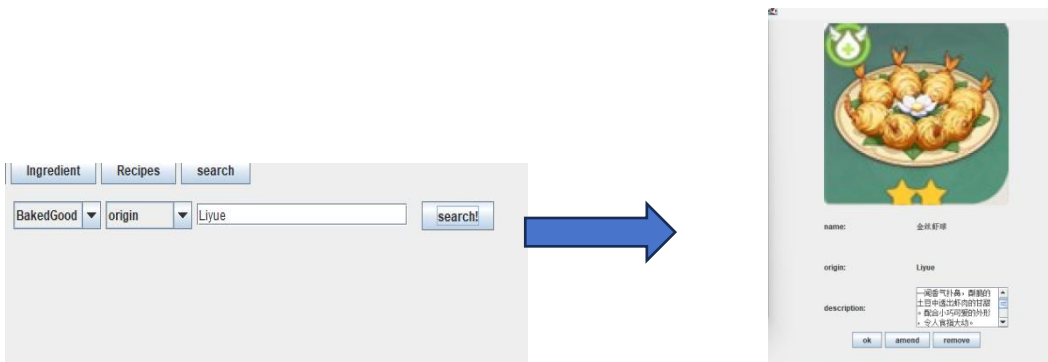 Ingredient Recipes search
BakedGood origin Liyue search!
name: 金丝虾球
origin: Liyue
description: 一闻香气扑鼻，酥脆的
土豆中透出虾肉的甘甜
。配合小巧可爱的外形
，令人食指大动。
ok amend remove